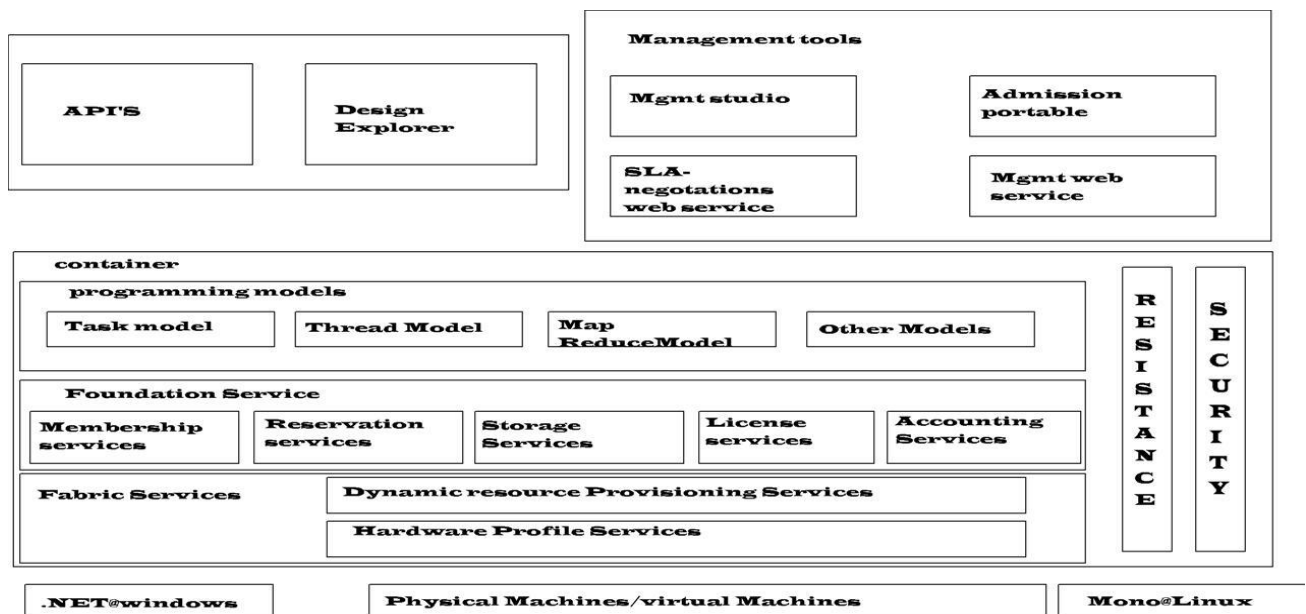 Management tools
API'S
Design
Explorer
Mgmt studio
Admission
portable
SLA-
negotations
web service
Mgmt web
service
container
programming models
Task model
Thread Model
Map
ReduceModel
Other Models
Foundation Service
Membership
services
Reservation
services
Storage
Services
License
services
Accounting
Services
Fabric Services
Dynamic resource Provisioning Services
Hardware Profile Services
RESISTANCE
SECURITY
.NET@windows
Physical Machines/virtual Machines
Mono@Linux